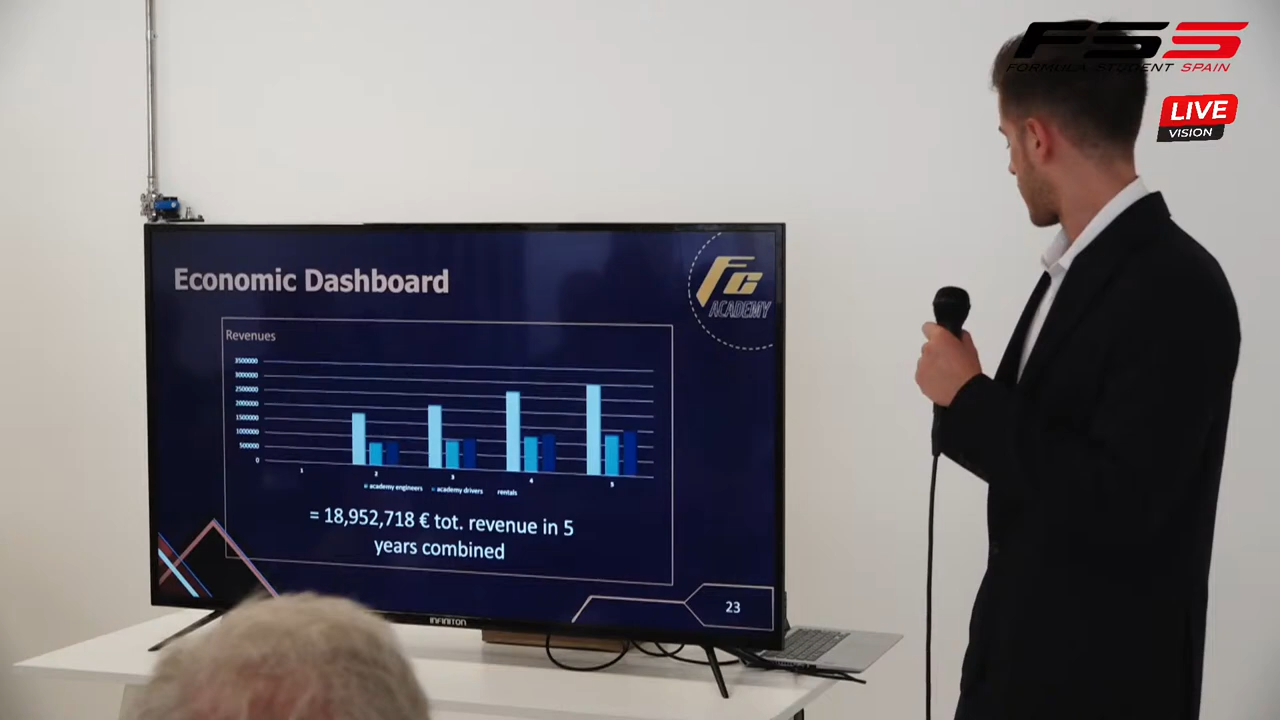 FSS
FORMULA STUDENT SPAIN
LIVE
VISION
Economic Dashboard
FG
ACADEMY
Revenues
3500000
3000000
2500000
2000000
1500000
1000000
500000
0
1 2 3 4 5
academy engineers academy drivers rentals
= 18,952,718 € tot. revenue in 5
years combined
23
INFINITON